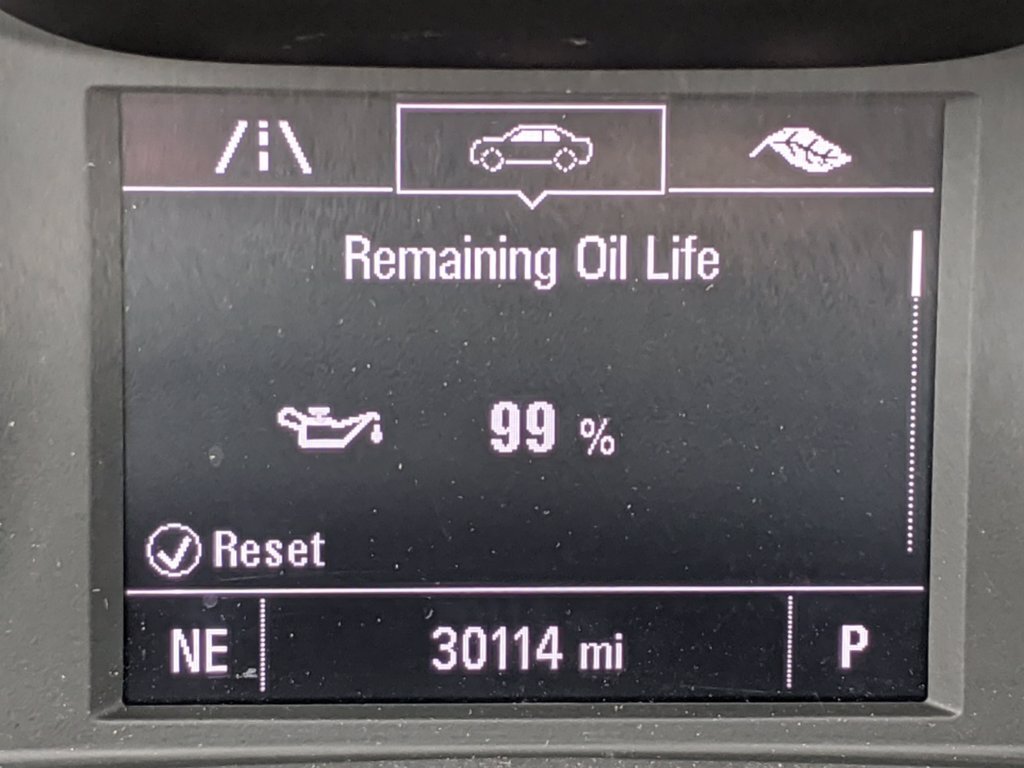 Remaining Oil Life
99 %
Reset
NE 30114 mi P